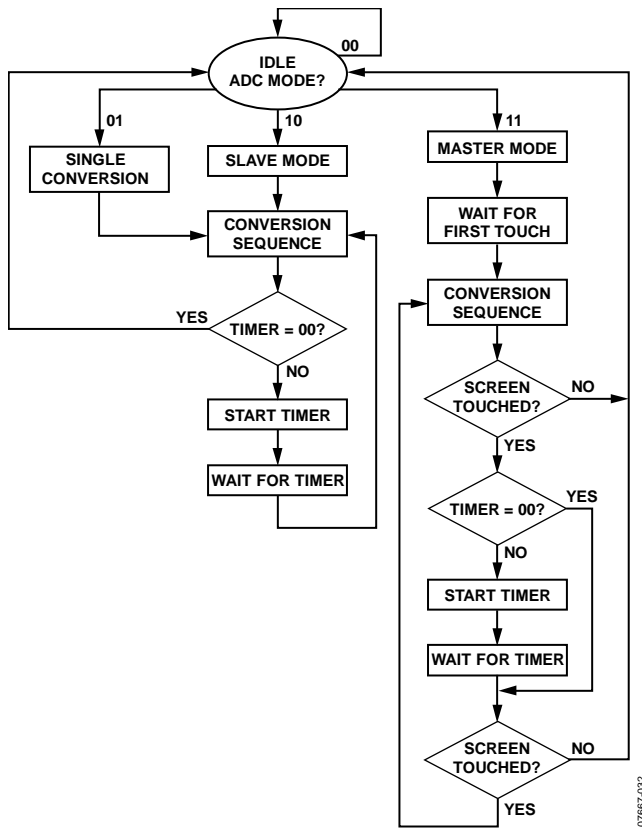 00
IDLE
ADC MODE?
01
10
11
SINGLE
CONVERSION
SLAVE MODE
MASTER MODE
CONVERSION
SEQUENCE
WAIT FOR
FIRST TOUCH
YES
TIMER = 00?
NO
CONVERSION
SEQUENCE
START TIMER
WAIT FOR TIMER
SCREEN
TOUCHED?
NO
YES
TIMER = 00?
YES
NO
START TIMER
WAIT FOR TIMER
SCREEN
TOUCHED?
NO
YES
07667-032